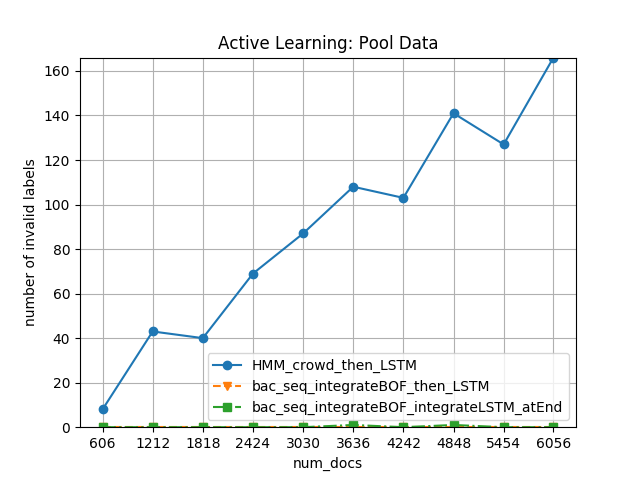 Active Learning: Pool Data
number of invalid labels
160
140
120
100
80
60
40
20
0
HMM_crowd_then_LSTM
bac_seq_integrateBOF_then_LSTM
bac_seq_integrateBOF_integrateLSTM_atEnd
606 1212 1818 2424 3030 3636 4242 4848 5454 6056
num_docs